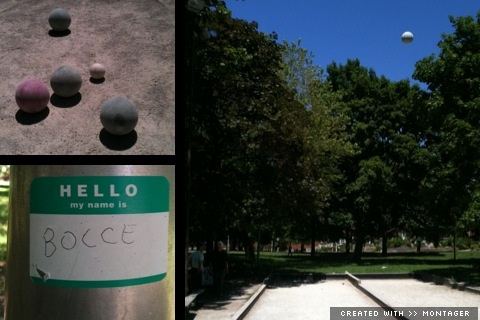 HELLO
my name is
BOCCE
CREATED WITH >> MONTAGER